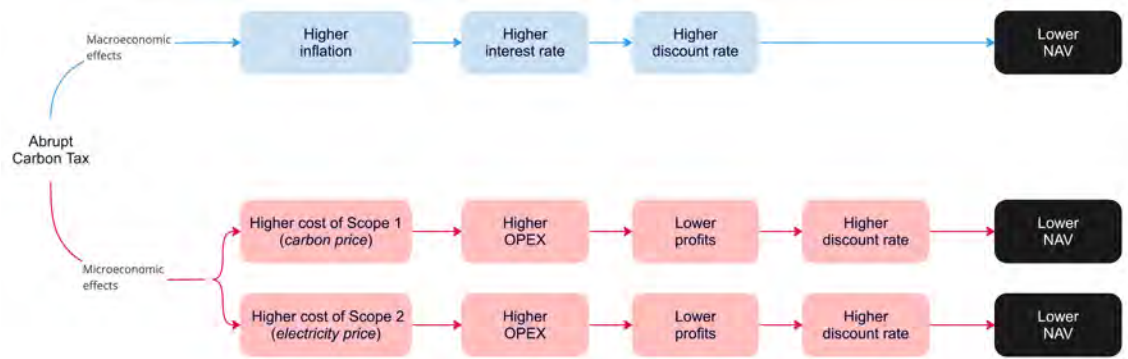 Macroeconomic
effects
Higher
inflation
Higher
interest rate
Higher
discount rate
Lower
NAV
Abrupt
Carbon Tax
Microeconomic
effects
Higher cost of Scope 1
(carbon price)
Higher
OPEX
Lower
profits
Higher
discount rate
Lower
NAV
Higher cost of Scope 2
(electricity price)
Higher
OPEX
Lower
profits
Higher
discount rate
Lower
NAV